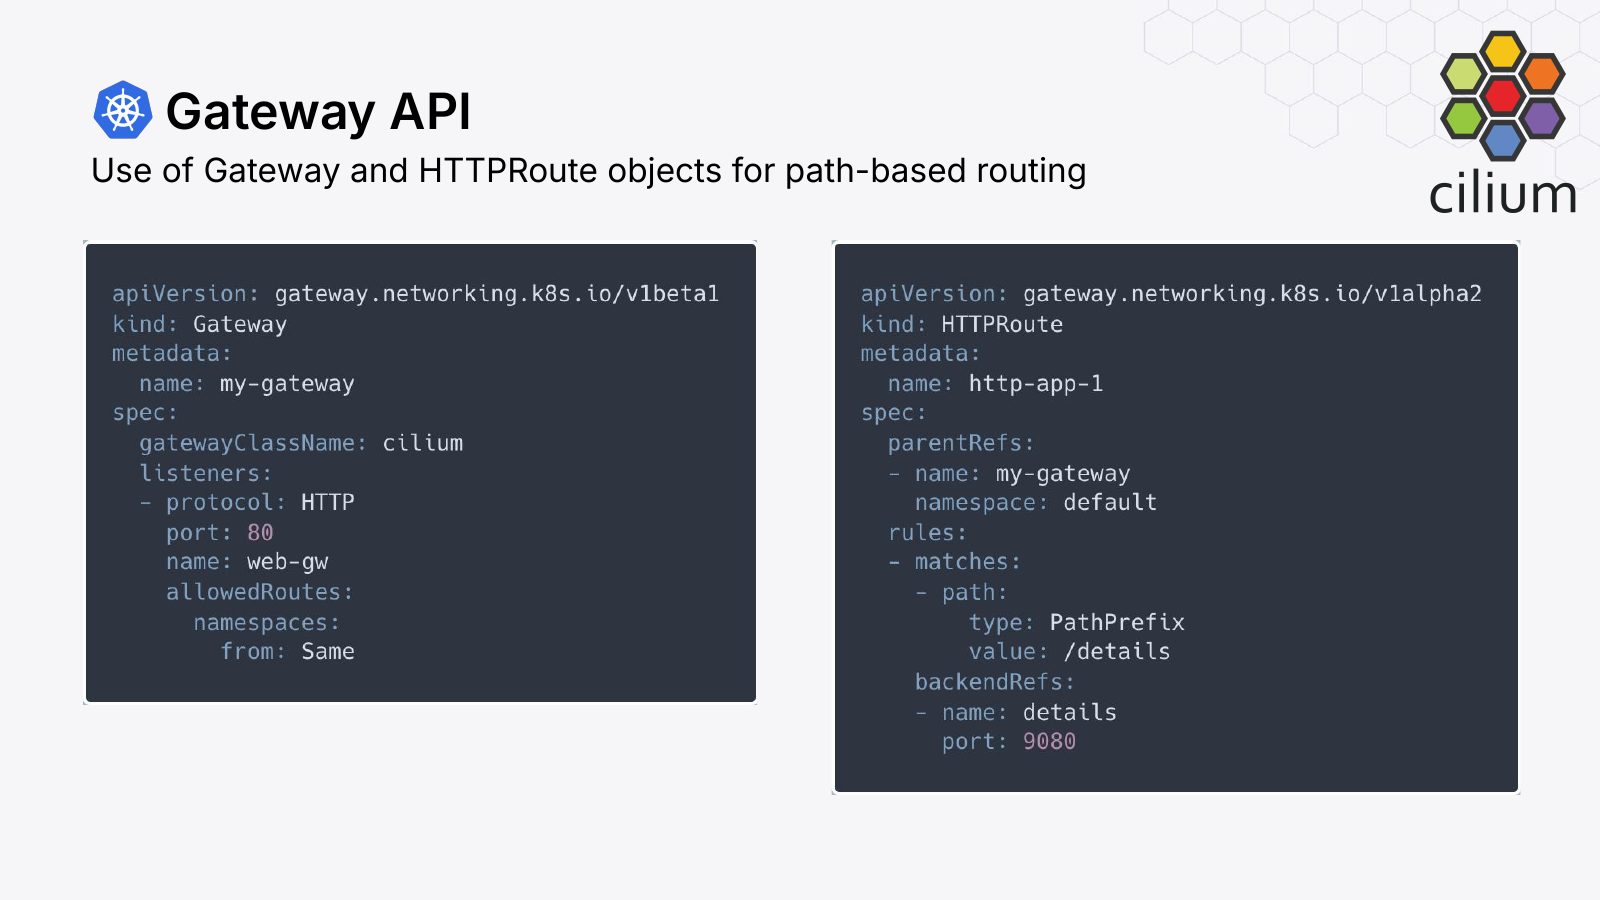 Gateway API
Use of Gateway and HTTPRoute objects for path-based routing
cilium
apiVersion: gateway.networking.k8s.io/v1beta1
kind: Gateway
metadata:
  name: my-gateway
spec:
  gatewayClassName: cilium
  listeners:
  - protocol: HTTP
    port: 80
    name: web-gw
    allowedRoutes:
      namespaces:
        from: Same
apiVersion: gateway.networking.k8s.io/v1alpha2
kind: HTTPRoute
metadata:
  name: http-app-1
spec:
  parentRefs:
  - name: my-gateway
    namespace: default
  rules:
  - matches:
    - path:
        type: PathPrefix
        value: /details
    backendRefs:
    - name: details
      port: 9080